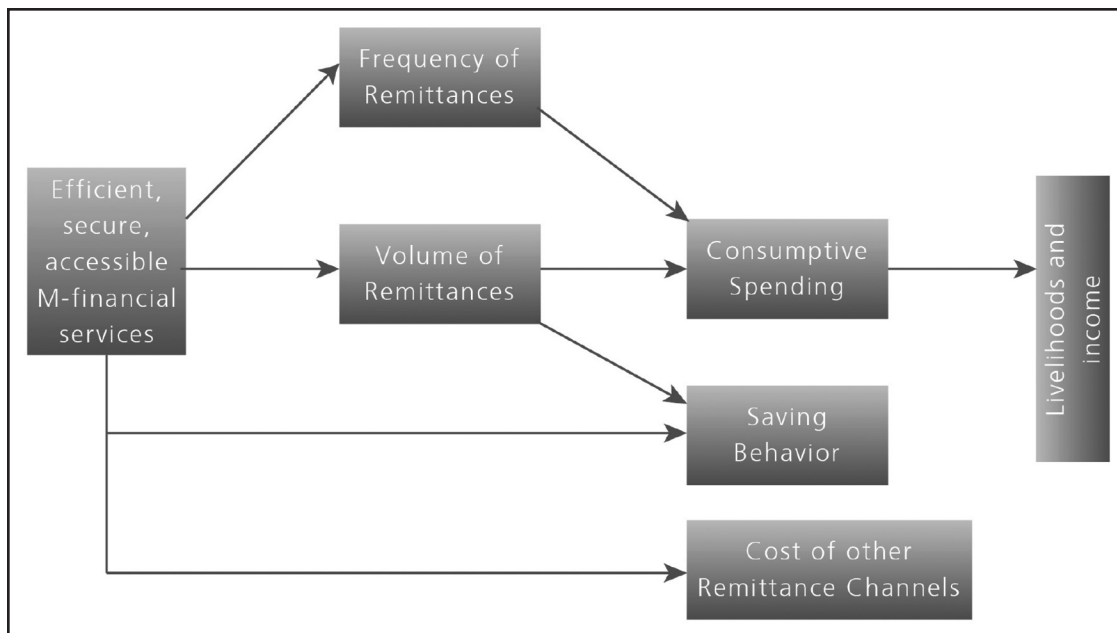 Frequency of
Remittances
Efficient,
secure,
accessible
M-financial
services
Volume of
Remittances
Consumptive
Spending
Livelihoods and
income
Saving
Behavior
Cost of other
Remittance Channels